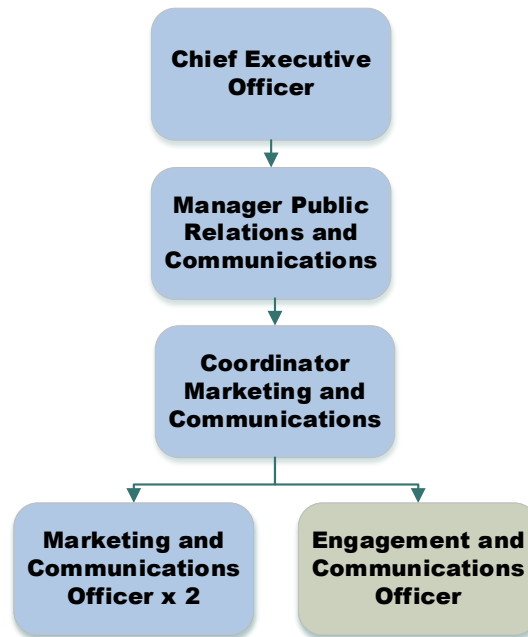 Chief Executive
Officer
Manager Public
Relations and
Communications
Coordinator
Marketing and
Communications
Marketing and
Communications
Officer x 2
Engagement and
Communications
Officer